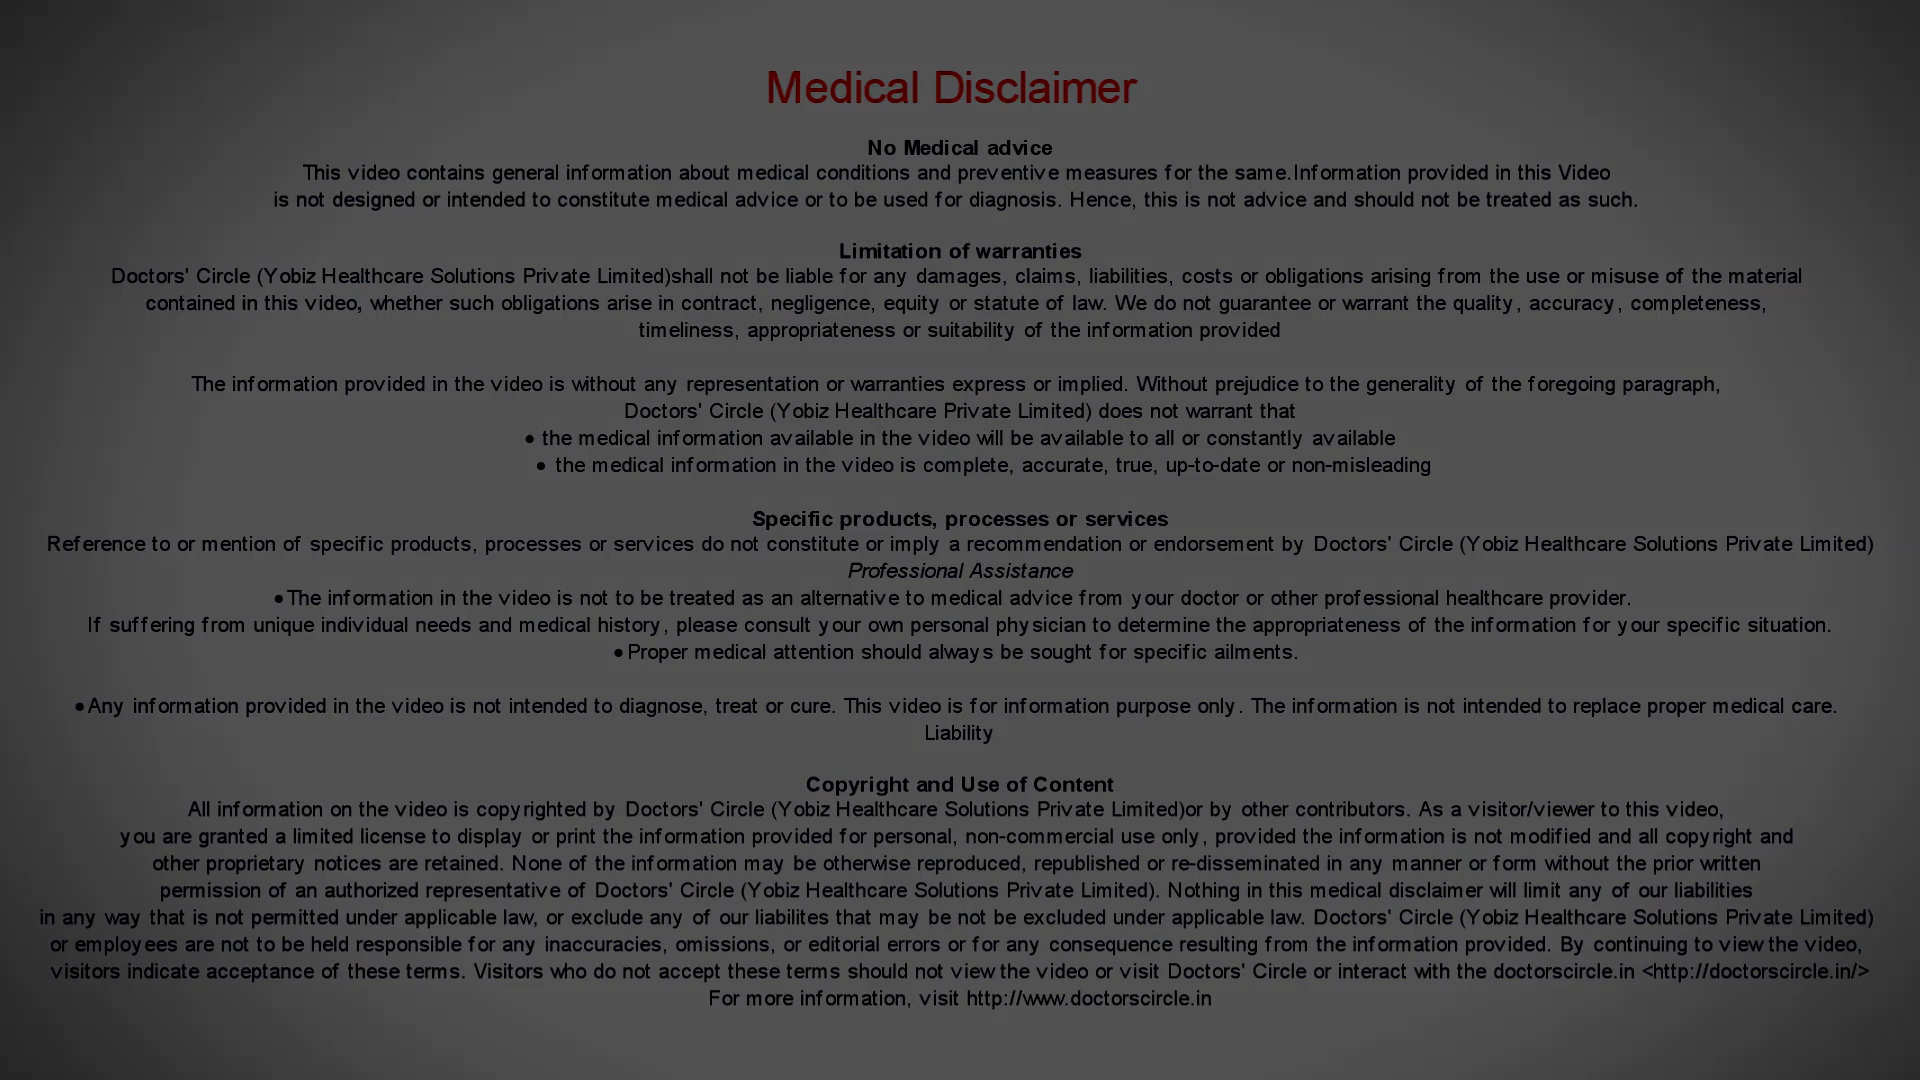 Medical Disclaimer
No Medical advice
This video contains general information about medical conditions and preventive measures for the same.Information provided in this Video
is not designed or intended to constitute medical advice or to be used for diagnosis. Hence, this is not advice and should not be treated as such.
Limitation of warranties
Doctors' Circle (Yobiz Healthcare Solutions Private Limited)shall not be liable for any damages, claims, liabilities, costs or obligations arising from the use or misuse of the material
contained in this video, whether such obligations arise in contract, negligence, equity or statute of law. We do not guarantee or warrant the quality, accuracy, completeness,
timeliness, appropriateness or suitability of the information provided
The information provided in the video is without any representation or warranties express or implied. Without prejudice to the generality of the foregoing paragraph,
Doctors' Circle (Yobiz Healthcare Private Limited) does not warrant that
• the medical information available in the video will be available to all or constantly available
• the medical information in the video is complete, accurate, true, up-to-date or non-misleading
Specific products, processes or services
Reference to or mention of specific products, processes or services do not constitute or imply a recommendation or endorsement by Doctors' Circle (Yobiz Healthcare Solutions Private Limited)
Professional Assistance
•The information in the video is not to be treated as an alternative to medical advice from your doctor or other professional healthcare provider.
If suffering from unique individual needs and medical history, please consult your own personal physician to determine the appropriateness of the information for your specific situation.
•Proper medical attention should always be sought for specific ailments.
•Any information provided in the video is not intended to diagnose, treat or cure. This video is for information purpose only. The information is not intended to replace proper medical care.
Liability
Copyright and Use of Content
All information on the video is copyrighted by Doctors' Circle (Yobiz Healthcare Solutions Private Limited)or by other contributors. As a visitor/viewer to this video,
you are granted a limited license to display or print the information provided for personal, non-commercial use only, provided the information is not modified and all copyright and
other proprietary notices are retained. None of the information may be otherwise reproduced, republished or re-disseminated in any manner or form without the prior written
permission of an authorized representative of Doctors' Circle (Yobiz Healthcare Solutions Private Limited). Nothing in this medical disclaimer will limit any of our liabilities
in any way that is not permitted under applicable law, or exclude any of our liabilites that may be not be excluded under applicable law. Doctors' Circle (Yobiz Healthcare Solutions Private Limited)
or employees are not to be held responsible for any inaccuracies, omissions, or editorial errors or for any consequence resulting from the information provided. By continuing to view the video,
visitors indicate acceptance of these terms. Visitors who do not accept these terms should not view the video or visit Doctors' Circle or interact with the doctorscircle.in <http://doctorscircle.in/>
For more information, visit http://www.doctorscircle.in